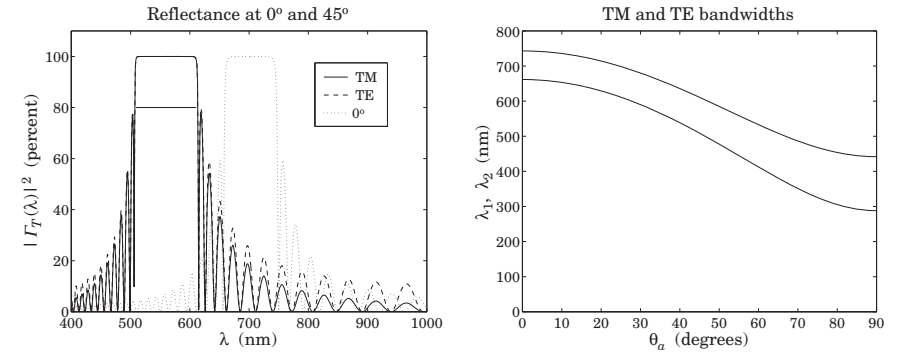 Reflectance at 0° and 45°
| Γ_T(λ) | ² (percent)
100
80
60
40
20
0
TM
TE
0°
400 500 600 700 800 900 1000
λ (nm)
TM and TE bandwidths
λ₁, λ₂ (nm)
800
700
600
500
400
300
200
100
0
0 10 20 30 40 50 60 70 80 90
θₐ (degrees)